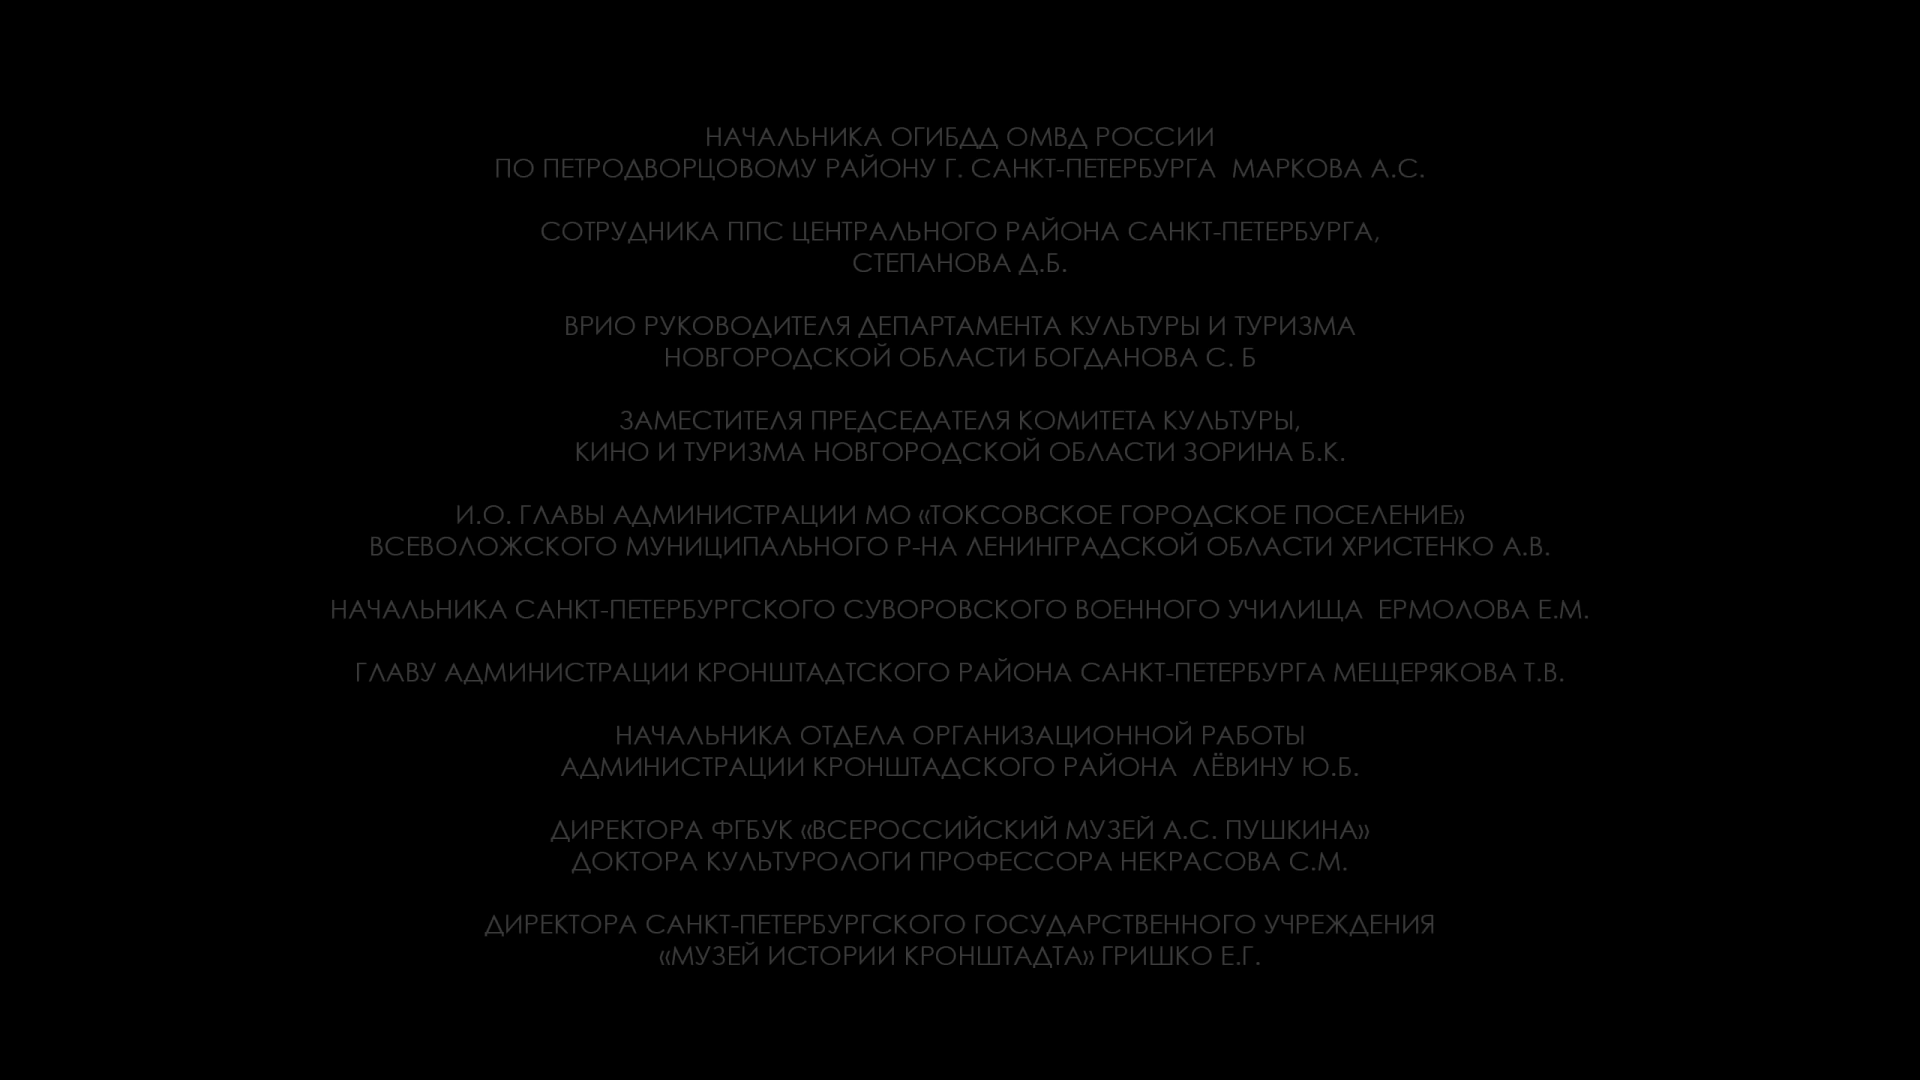 НАЧАЛЬНИКА ОГИБДД ОМВД РОССИИ
ПО ПЕТРОДВОРЦОВОМУ РАЙОНУ Г. САНКТ-ПЕТЕРБУРГА МАРКОВА А.С.
СОТРУДНИКА ППС ЦЕНТРАЛЬНОГО РАЙОНА САНКТ-ПЕТЕРБУРГА,
СТЕПАНОВА Д.Б.
ВРИО РУКОВОДИТЕЛЯ ДЕПАРТАМЕНТА КУЛЬТУРЫ И ТУРИЗМА
НОВГОРОДСКОЙ ОБЛАСТИ БОГДАНОВА С. Б
ЗАМЕСТИТЕЛЯ ПРЕДСЕДАТЕЛЯ КОМИТЕТА КУЛЬТУРЫ,
КИНО И ТУРИЗМА НОВГОРОДСКОЙ ОБЛАСТИ ЗОРИНА Б.К.
И.О. ГЛАВЫ АДМИНИСТРАЦИИ МО «ТОКСОВСКОЕ ГОРОДСКОЕ ПОСЕЛЕНИЕ»
ВСЕВОЛОЖСКОГО МУНИЦИПАЛЬНОГО Р-НА ЛЕНИНГРАДСКОЙ ОБЛАСТИ ХРИСТЕНКО А.В.
НАЧАЛЬНИКА САНКТ-ПЕТЕРБУРГСКОГО СУВОРОВСКОГО ВОЕННОГО УЧИЛИЩА ЕРМОЛОВА Е.М.
ГЛАВУ АДМИНИСТРАЦИИ КРОНШТАДТСКОГО РАЙОНА САНКТ-ПЕТЕРБУРГА МЕЩЕРЯКОВА Т.В.
НАЧАЛЬНИКА ОТДЕЛА ОРГАНИЗАЦИОННОЙ РАБОТЫ
АДМИНИСТРАЦИИ КРОНШТАДСКОГО РАЙОНА ЛЁВИНУ Ю.Б.
ДИРЕКТОРА ФГБУК «ВСЕРОССИЙСКИЙ МУЗЕЙ А.С. ПУШКИНА»
ДОКТОРА КУЛЬТУРОЛОГИ ПРОФЕССОРА НЕКРАСОВА С.М.
ДИРЕКТОРА САНКТ-ПЕТЕРБУРГСКОГО ГОСУДАРСТВЕННОГО УЧРЕЖДЕНИЯ
«МУЗЕЙ ИСТОРИИ КРОНШТАДТА» ГРИШКО Е.Г.